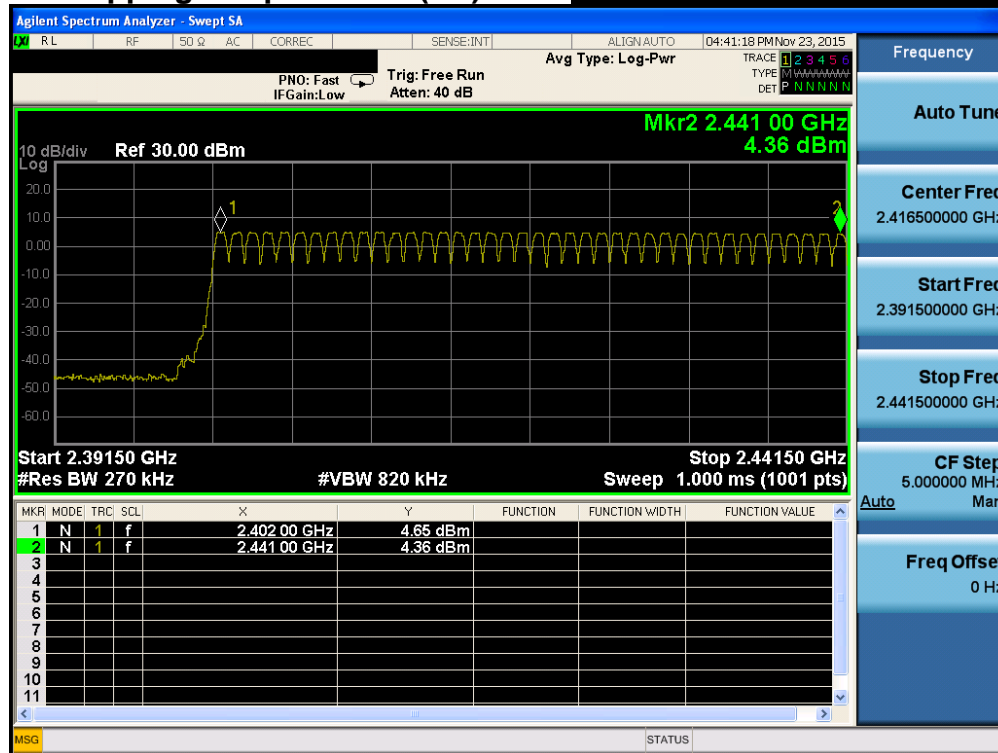 Agilent Spectrum Analyzer - Swept SA
LXI RL RF 50 Ω AC CORREC SENSE:INT ALIGN AUTO 04:41:18 PM Nov 23, 2015
Avg Type: Log-Pwr
TRACE 1 2 3 4 5 6
TYPE M
DET P N N N N N
PNO: Fast
IFGain:Low
Trig: Free Run
Atten: 40 dB
Mkr2 2.441 00 GHz
4.36 dBm
10 dB/div Ref 30.00 dBm
Log
20.0
10.0
0.00
-10.0
-20.0
-30.0
-40.0
-50.0
-60.0
1
2
Start 2.39150 GHz Stop 2.44150 GHz
#Res BW 270 kHz #VBW 820 kHz Sweep 1.000 ms (1001 pts)
MKR MODE TRC SCL X Y FUNCTION FUNCTION WIDTH FUNCTION VALUE
1 N 1 f 2.402 00 GHz 4.65 dBm
2 N 1 f 2.441 00 GHz 4.36 dBm
3
4
5
6
7
8
9
10
11
MSG STATUS
Frequency
Auto Tune
Center Freq
2.416500000 GHz
Start Freq
2.391500000 GHz
Stop Freq
2.441500000 GHz
CF Step
5.000000 MHz
Auto Man
Freq Offset
0 Hz